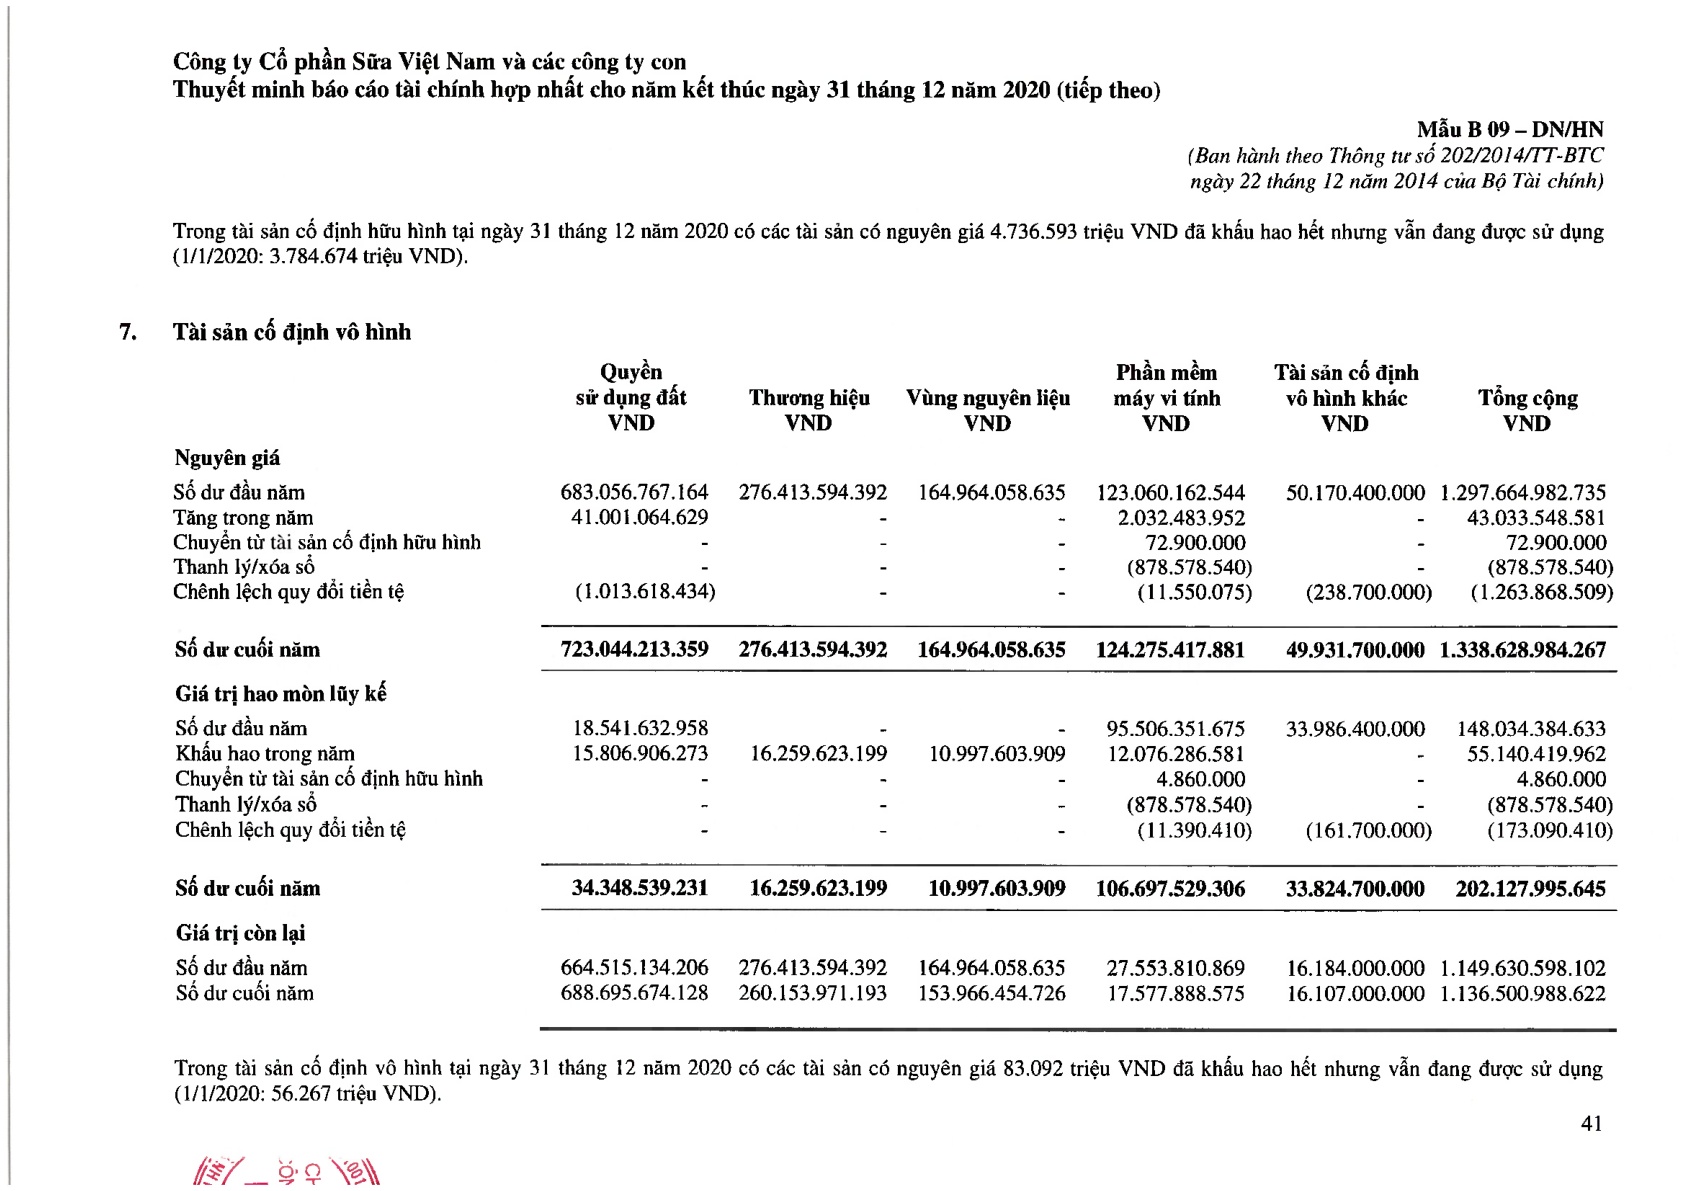 Công ty Cổ phần Sữa Việt Nam và các công ty con
Thuyết minh báo cáo tài chính hợp nhất cho năm kết thúc ngày 31 tháng 12 năm 2020 (tiếp theo)
Mẫu B 09 – DN/HN
(Ban hành theo Thông tư số 202/2014/TT-BTC
ngày 22 tháng 12 năm 2014 của Bộ Tài chính)
Trong tài sản cố định hữu hình tại ngày 31 tháng 12 năm 2020 có các tài sản có nguyên giá 4.736.593 triệu VND đã khấu hao hết nhưng vẫn đang được sử dụng
(1/1/2020: 3.784.674 triệu VND).
7. Tài sản cố định vô hình
Quyền Phần mềm Tài sản cố định
sử dụng đất Thương hiệu Vùng nguyên liệu máy vi tính vô hình khác Tổng cộng
VND VND VND VND VND VND
Nguyên giá
Số dư đầu năm 683.056.767.164 276.413.594.392 164.964.058.635 123.060.162.544 50.170.400.000 1.297.664.982.735
Tăng trong năm 41.001.064.629 - - 2.032.483.952 - 43.033.548.581
Chuyển từ tài sản cố định hữu hình - - - 72.900.000 - 72.900.000
Thanh lý/xóa sổ - - - (878.578.540) - (878.578.540)
Chênh lệch quy đổi tiền tệ (1.013.618.434) - - (11.550.075) (238.700.000) (1.263.868.509)
Số dư cuối năm 723.044.213.359 276.413.594.392 164.964.058.635 124.275.417.881 49.931.700.000 1.338.628.984.267
Giá trị hao mòn lũy kế
Số dư đầu năm 18.541.632.958 - - 95.506.351.675 33.986.400.000 148.034.384.633
Khấu hao trong năm 15.806.906.273 16.259.623.199 10.997.603.909 12.076.286.581 - 55.140.419.962
Chuyển từ tài sản cố định hữu hình - - - 4.860.000 - 4.860.000
Thanh lý/xóa sổ - - - (878.578.540) - (878.578.540)
Chênh lệch quy đổi tiền tệ - - - (11.390.410) (161.700.000) (173.090.410)
Số dư cuối năm 34.348.539.231 16.259.623.199 10.997.603.909 106.697.529.306 33.824.700.000 202.127.995.645
Giá trị còn lại
Số dư đầu năm 664.515.134.206 276.413.594.392 164.964.058.635 27.553.810.869 16.184.000.000 1.149.630.598.102
Số dư cuối năm 688.695.674.128 260.153.971.193 153.966.454.726 17.577.888.575 16.107.000.000 1.136.500.988.622
Trong tài sản cố định vô hình tại ngày 31 tháng 12 năm 2020 có các tài sản có nguyên giá 83.092 triệu VND đã khấu hao hết nhưng vẫn đang được sử dụng
(1/1/2020: 56.267 triệu VND).
41